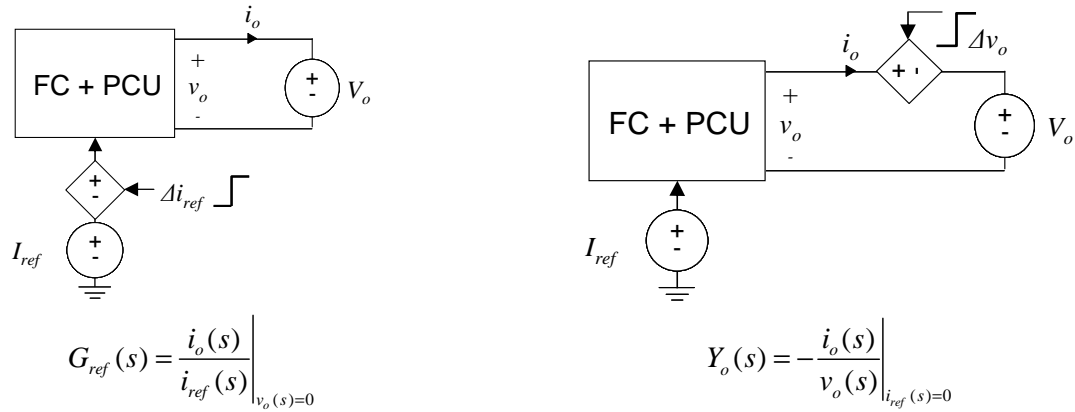 i_o
+
FC + PCU
v_o
-
+
-
V_o
+
-
Δi_ref
I_ref
+
-
G_ref(s) = i_o(s) / i_ref(s) |v_o(s)=0
Δv_o
i_o
+ -
+
FC + PCU
v_o
-
+
-
V_o
I_ref
+
-
Y_o(s) = - i_o(s) / v_o(s) |i_ref(s)=0